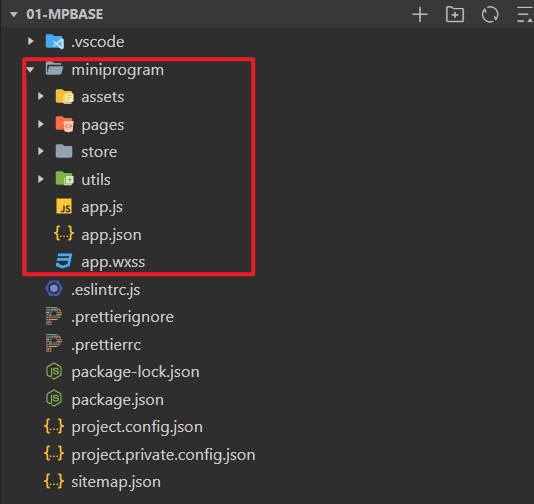 01-MPBASE
.vscode
miniprogram
assets
pages
store
utils
JS app.js
{..} app.json
app.wxss
.eslintrc.js
.prettierignore
.prettierrc
package-lock.json
package.json
{..} project.config.json
{..} project.private.config.json
{..} sitemap.json